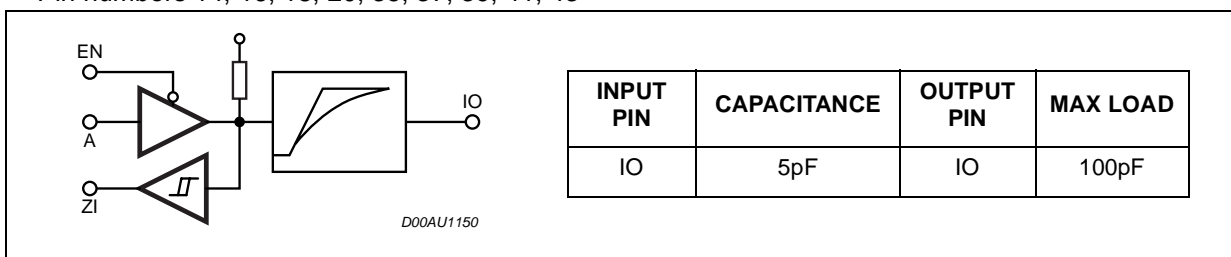 EN
A
ZI
IO
D00AU1150
INPUT PIN CAPACITANCE OUTPUT PIN MAX LOAD
IO 5pF IO 100pF